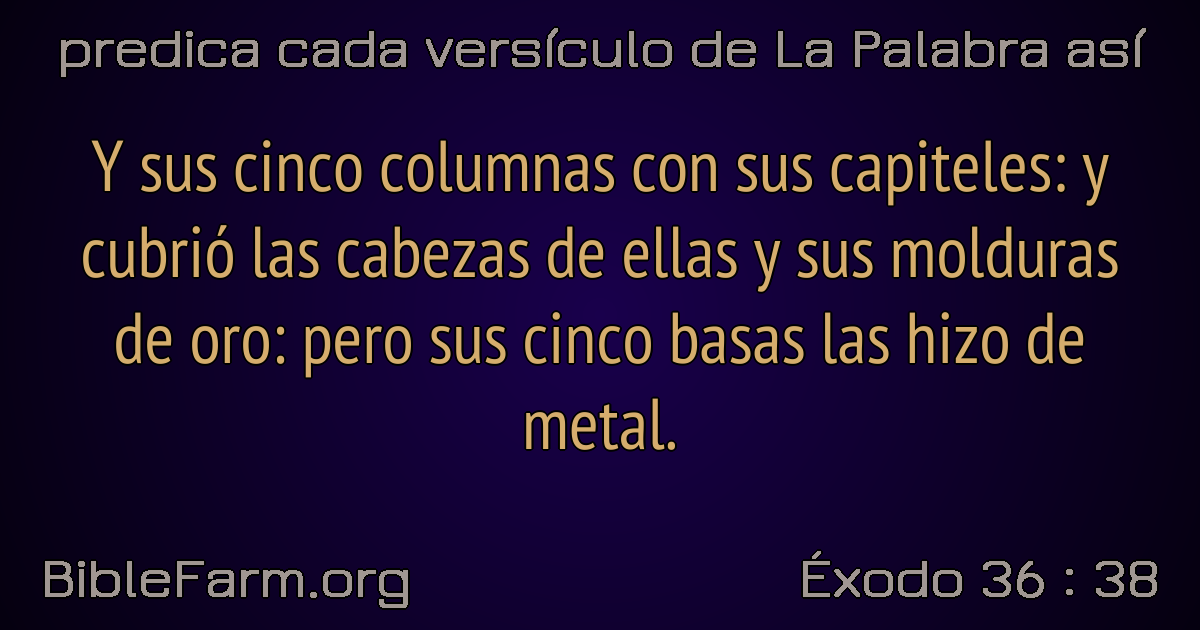 predica cada versículo de La Palabra así
Y sus cinco columnas con sus capiteles: y
cubrió las cabezas de ellas y sus molduras
de oro: pero sus cinco basas las hizo de
metal.
BibleFarm.org
Éxodo 36 : 38